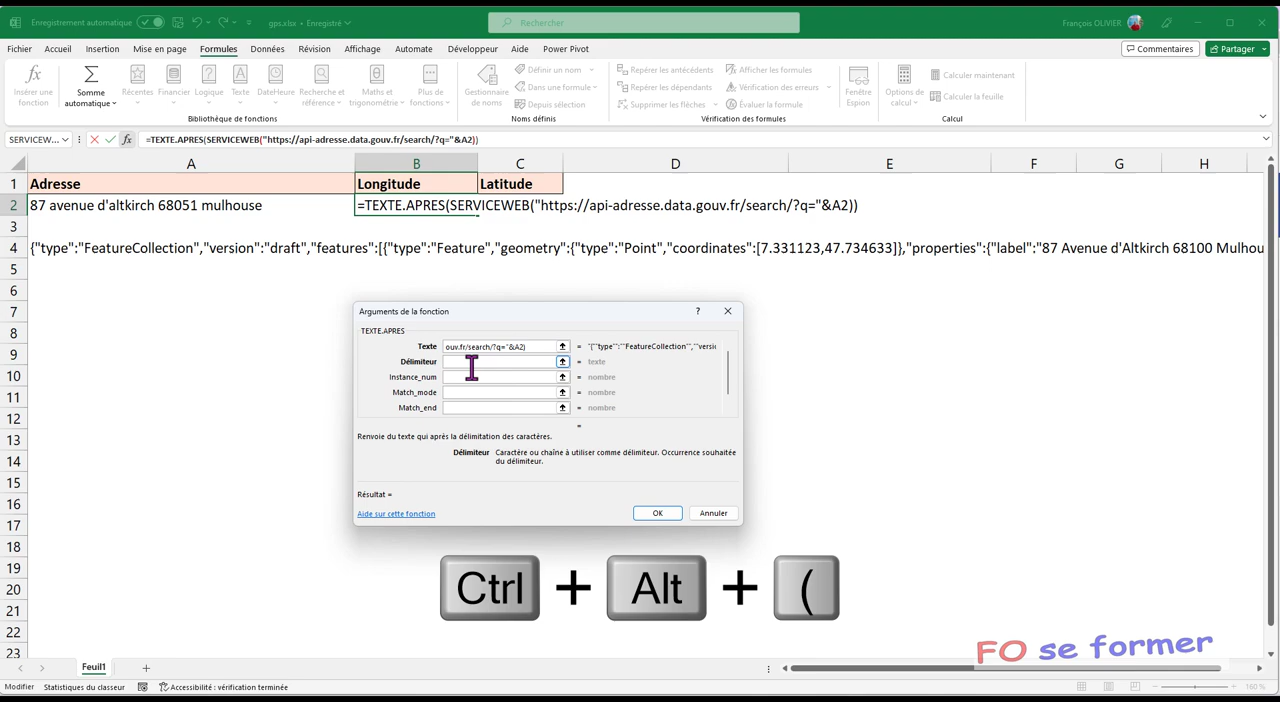 Enregistrement automatique
gps.xlsx • Enregistré
Rechercher
François OLIVIER
Fichier Accueil Insertion Mise en page Formules Données Révision Affichage Automate Développeur Aide Power Pivot
Commentaires
Partager
Insérer une fonction
Somme automatique
Récentes
Financier
Logique
Texte
DateHeure
Recherche et référence
Maths et trigonométrie
Plus de fonctions
Bibliothèque de fonctions
Gestionnaire de noms
Définir un nom
Dans une formule
Depuis sélection
Noms définis
Repérer les antécédents
Repérer les dépendants
Supprimer les flèches
Afficher les formules
Vérification des erreurs
Évaluer la formule
Vérification des formules
Fenêtre Espion
Options de calcul
Calculer maintenant
Calculer la feuille
Calcul
SERVICEW... fx =TEXTE.APRES(SERVICEWEB("https://api-adresse.data.gouv.fr/search/?q="&A2))
A B C D E F G H
1 Adresse Longitude Latitude
2 87 avenue d'altkirch 68051 mulhouse =TEXTE.APRES(SERVICEWEB("https://api-adresse.data.gouv.fr/search/?q="&A2))
3
4 {"type":"FeatureCollection","version":"draft","features":[{"type":"Feature","geometry":{"type":"Point","coordinates":[7.331123,47.734633]},"properties":{"label":"87 Avenue d'Altkirch 68100 Mulhou
5
6
7
8
9
10
11
12
13
14
15
16
17
18
19
20
21
22
23
Arguments de la fonction ?
TEXTE.APRES
Texte ouv.fr/search/?q="&A2) = "{""type"":""FeatureCollection"",""versio
Délimiteur = texte
Instance_num = nombre
Match_mode = nombre
Match_end = nombre
=
Renvoie du texte qui après la délimitation des caractères.
Délimiteur Caractère ou chaîne à utiliser comme délimiteur. Occurrence souhaitée
du délimiteur.
Résultat =
Aide sur cette fonction
OK Annuler
Ctrl + Alt + (
FO se former
Feuil1
Modifier Statistiques du classeur Accessibilité : vérification terminée
160 %